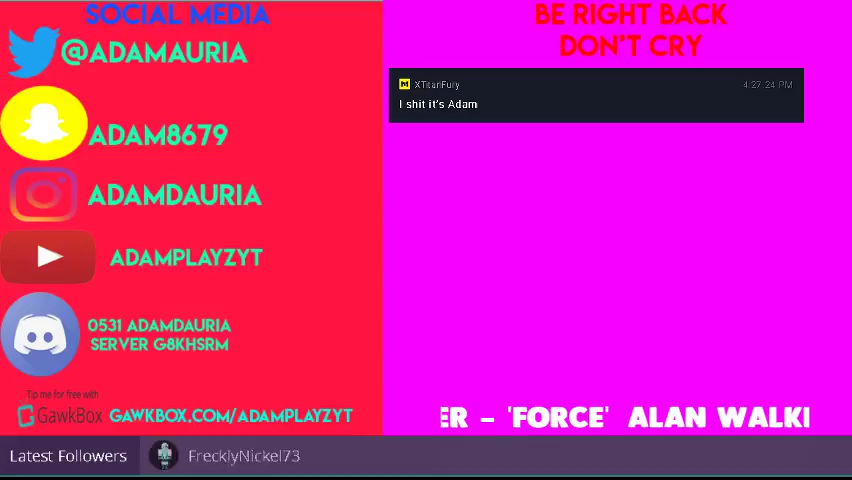 SOCIAL MEDIA
@ADAMAURIA
ADAM8679
ADAMDAURIA
ADAMPLAYZYT
0531 ADAMDAURIA
SERVER G8KHSRM
Tip me for free with
GawkBox
GAWKBOX.COM/ADAMPLAYZYT
BE RIGHT BACK
DON'T CRY
XTitanFury
4:27:24 PM
I shit it's Adam
ER - 'FORCE' ALAN WALK
Latest Followers
FrecklyNickel73